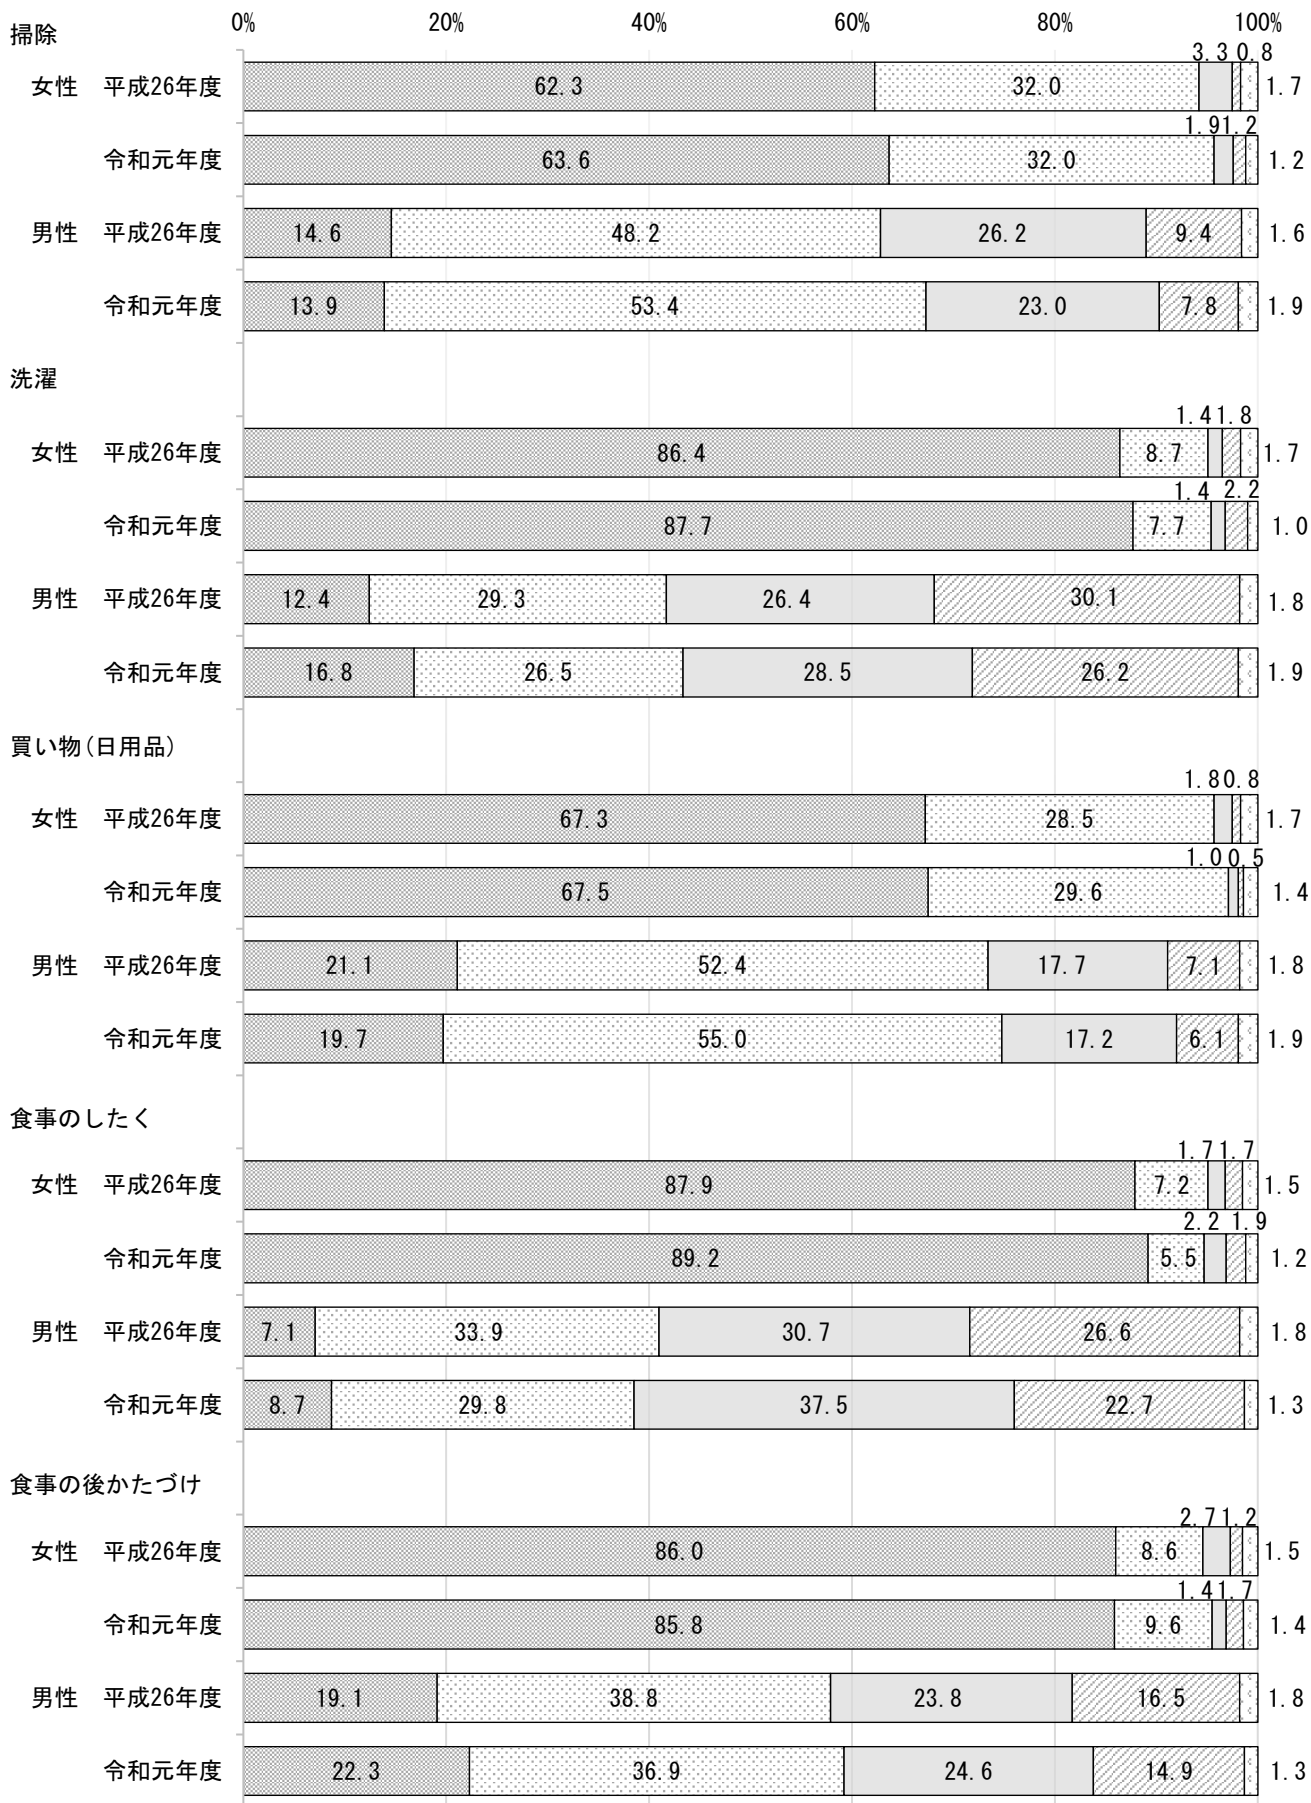 0% 20% 40% 60% 80% 100%
掃除
3.3 0.8
女性 平成26年度 62.3 32.0 1.7
1.9 1.2
令和元年度 63.6 32.0 1.2
男性 平成26年度 14.6 48.2 26.2 9.4 1.6
令和元年度 13.9 53.4 23.0 7.8 1.9
洗濯
1.4 1.8
女性 平成26年度 86.4 8.7 1.7
1.4 2.2
令和元年度 87.7 7.7 1.0
男性 平成26年度 12.4 29.3 26.4 30.1 1.8
令和元年度 16.8 26.5 28.5 26.2 1.9
買い物(日用品)
1.8 0.8
女性 平成26年度 67.3 28.5 1.7
1.0 0.5
令和元年度 67.5 29.6 1.4
男性 平成26年度 21.1 52.4 17.7 7.1 1.8
令和元年度 19.7 55.0 17.2 6.1 1.9
食事のしたく
1.7 1.7
女性 平成26年度 87.9 7.2 1.5
2.2 1.9
令和元年度 89.2 5.5 1.2
男性 平成26年度 7.1 33.9 30.7 26.6 1.8
令和元年度 8.7 29.8 37.5 22.7 1.3
食事の後かたづけ
2.7 1.2
女性 平成26年度 86.0 8.6 1.5
1.4 1.7
令和元年度 85.8 9.6 1.4
男性 平成26年度 19.1 38.8 23.8 16.5 1.8
令和元年度 22.3 36.9 24.6 14.9 1.3